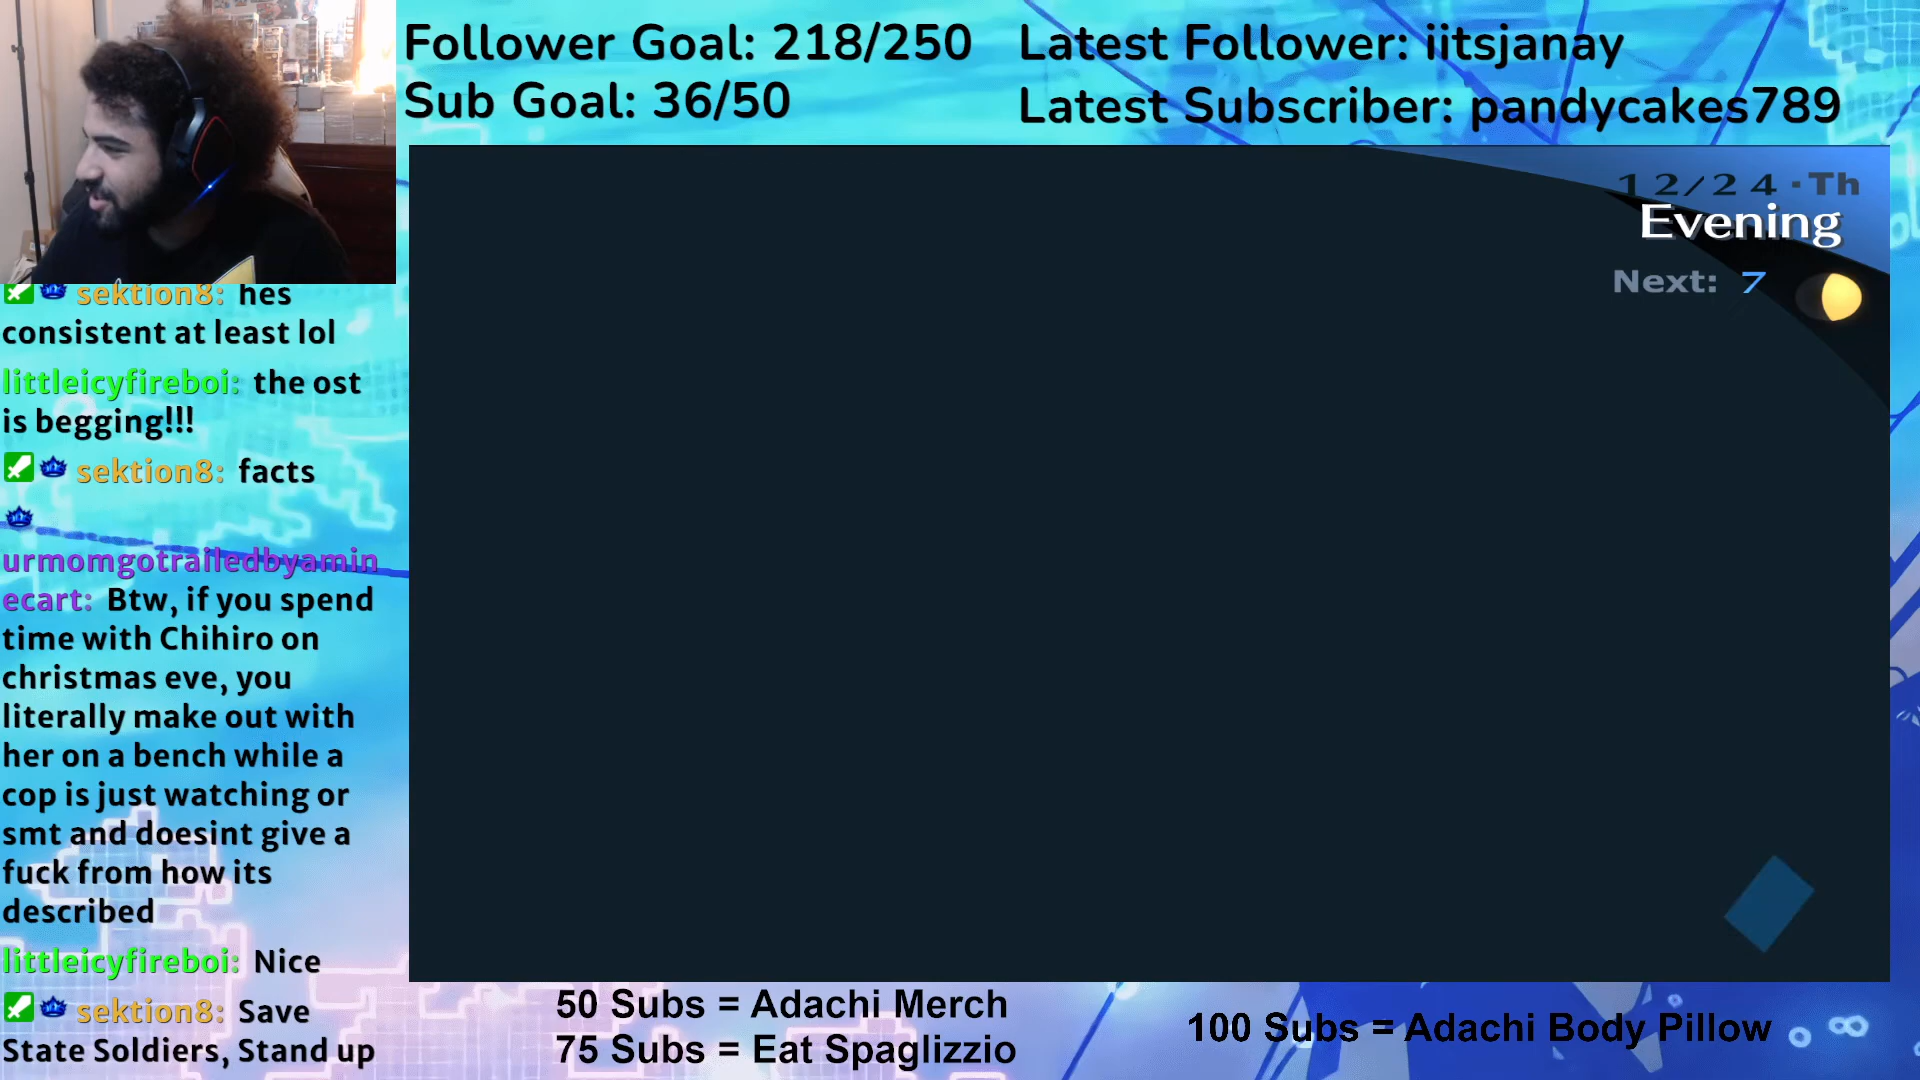 Follower Goal: 218/250
Sub Goal: 36/50
Latest Follower: iitsjanay
Latest Subscriber: pandycakes789
12/24·Th
Evening
Next: 7
sektion8: hes
consistent at least lol
littleicyfireboi: the ost
is begging!!!
sektion8: facts
urmomgotrailedbyamin
ecart: Btw, if you spend
time with Chihiro on
christmas eve, you
literally make out with
her on a bench while a
cop is just watching or
smt and doesint give a
fuck from how its
described
littleicyfireboi: Nice
sektion8: Save
State Soldiers, Stand up
50 Subs = Adachi Merch
75 Subs = Eat Spaglizzio
100 Subs = Adachi Body Pillow